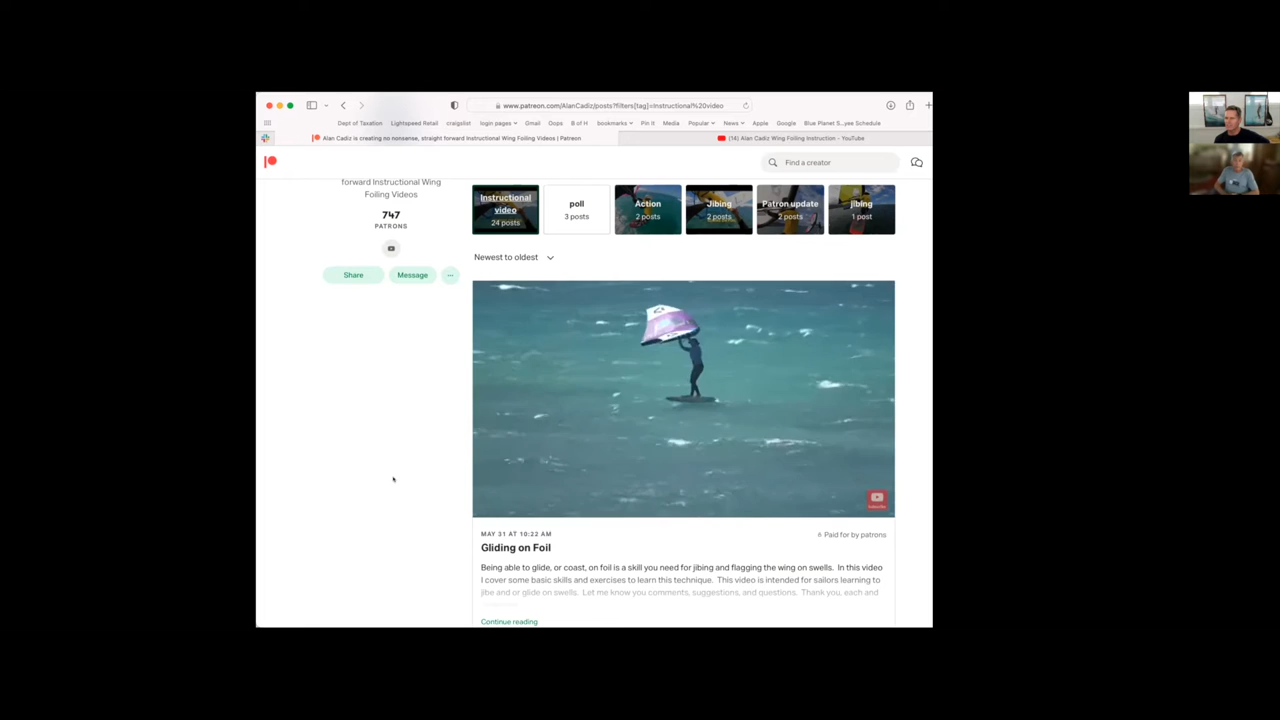 www.patreon.com/AlanCadiz/posts?filters[tag]=Instructional%20video
Dept of Taxation Lightspeed Retail craigslist login pages Gmail Oops B of H bookmarks Pin It Media Popular News Apple Google Blue Planet S...yee Schedule
Alan Cadiz is creating no nonsense, straight forward Instructional Wing Foiling Videos | Patreon
(14) Alan Cadiz Wing Foiling Instruction - YouTube
Find a creator
forward Instructional Wing
Foiling Videos
747
PATRONS
Share Message ...
Instructional
video
24 posts
poll
3 posts
Action
2 posts
Jibing
2 posts
Patron update
2 posts
jibing
1 post
Newest to oldest
MAY 31 AT 10:22 AM
Paid for by patrons
Gliding on Foil
Being able to glide, or coast, on foil is a skill you need for jibing and flagging the wing on swells. In this video
I cover some basic skills and exercises to learn this technique. This video is intended for sailors learning to
jibe and or glide on swells. Let me know you comments, suggestions, and questions. Thank you, each and
Continue reading